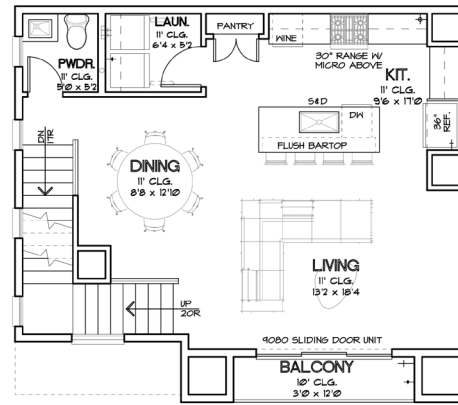 LAUN.
11' CLG.
6'4 x 5'2
PANTRY
WINE
30" RANGE W/
MICRO ABOVE
PWDR.
11' CLG.
5'0 x 5'2
KIT.
11' CLG.
9'6 x 17'0
S&D
DW
36"
REF.
FLUSH BARTOP
DN
17R
DINING
11' CLG.
8'8 x 12'10
LIVING
11' CLG.
13'2 x 18'4
UP
20R
9080 SLIDING DOOR UNIT
BALCONY
10' CLG.
3'0 x 12'0